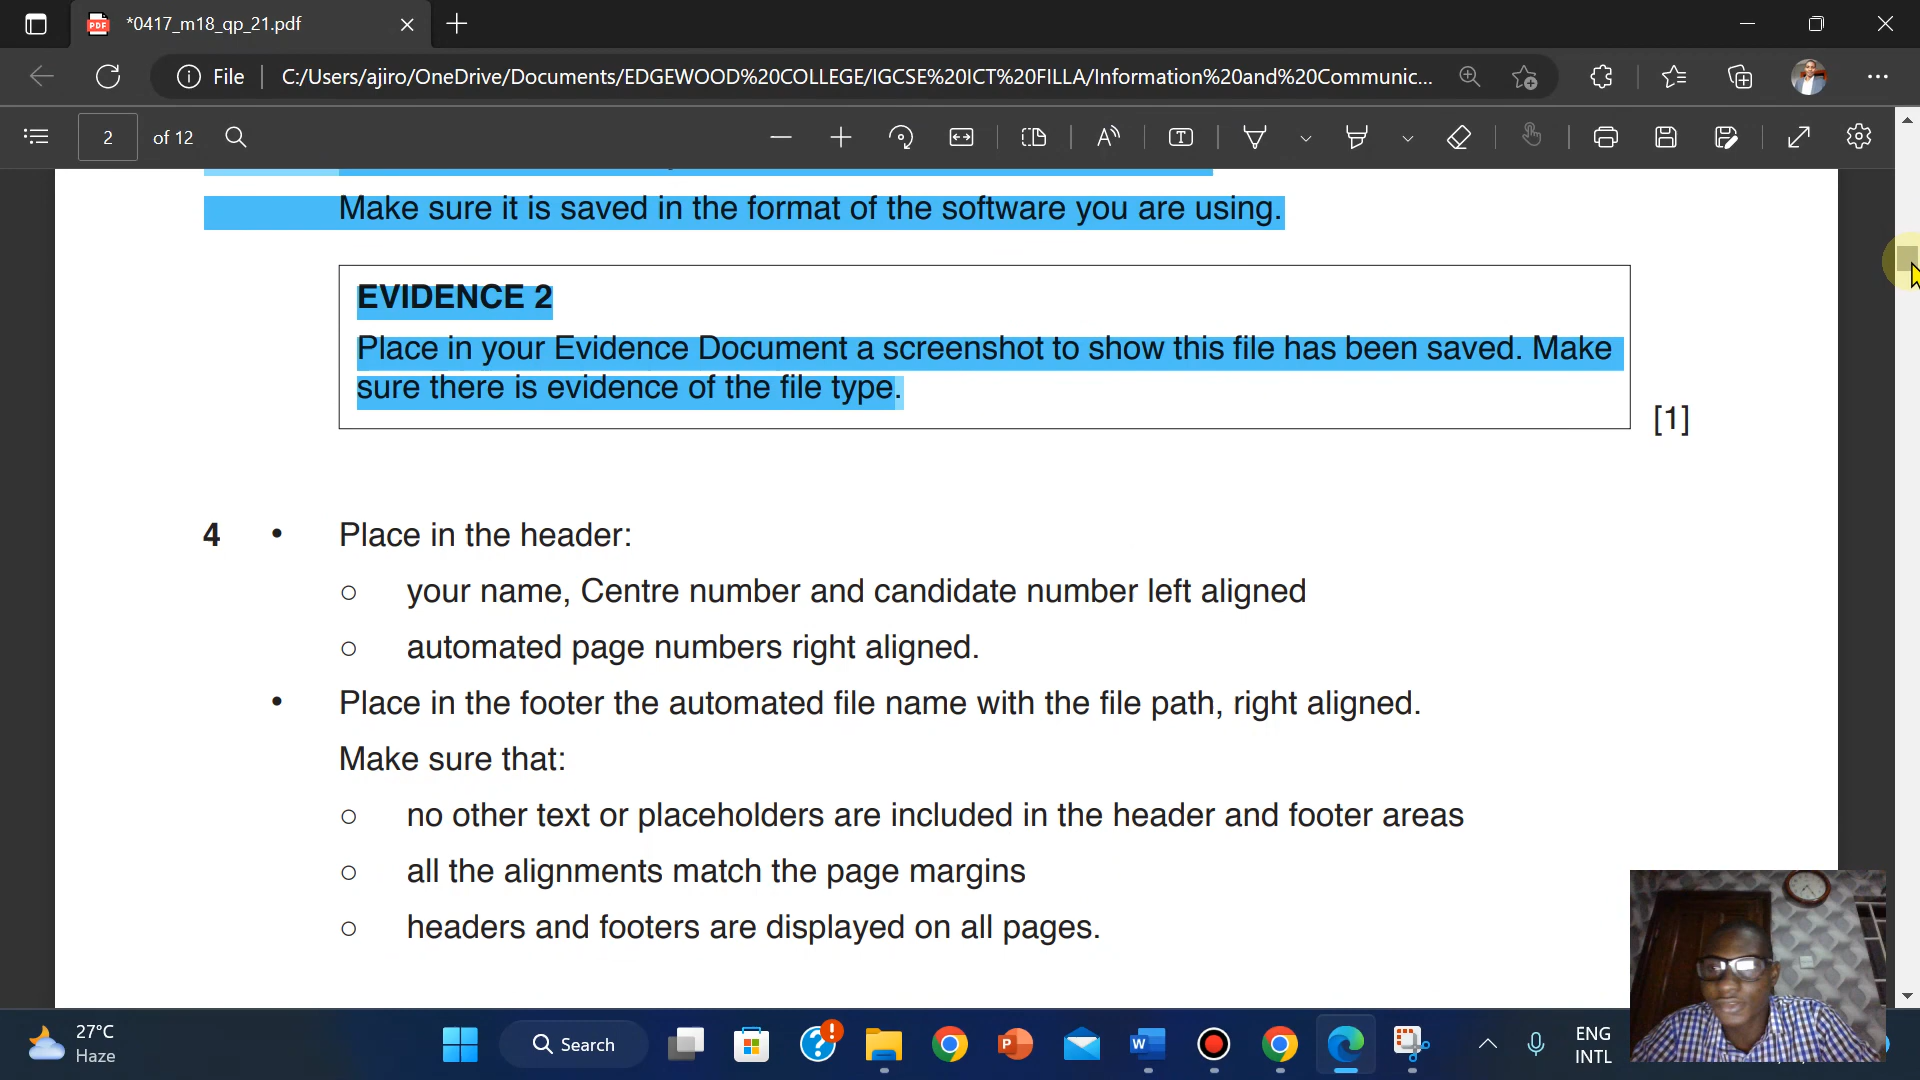 *0417_m18_qp_21.pdf
File
C:/Users/ajiro/OneDrive/Documents/EDGEWOOD%20COLLEGE/IGCSE%20ICT%20FILLA/Information%20and%20Communic...
2 of 12
Make sure it is saved in the format of the software you are using.
EVIDENCE 2
Place in your Evidence Document a screenshot to show this file has been saved. Make
sure there is evidence of the file type.
[1]
4 • Place in the header:
○ your name, Centre number and candidate number left aligned
○ automated page numbers right aligned.
• Place in the footer the automated file name with the file path, right aligned.
Make sure that:
○ no other text or placeholders are included in the header and footer areas
○ all the alignments match the page margins
○ headers and footers are displayed on all pages.
27°C
Haze
Search
ENG
INTL